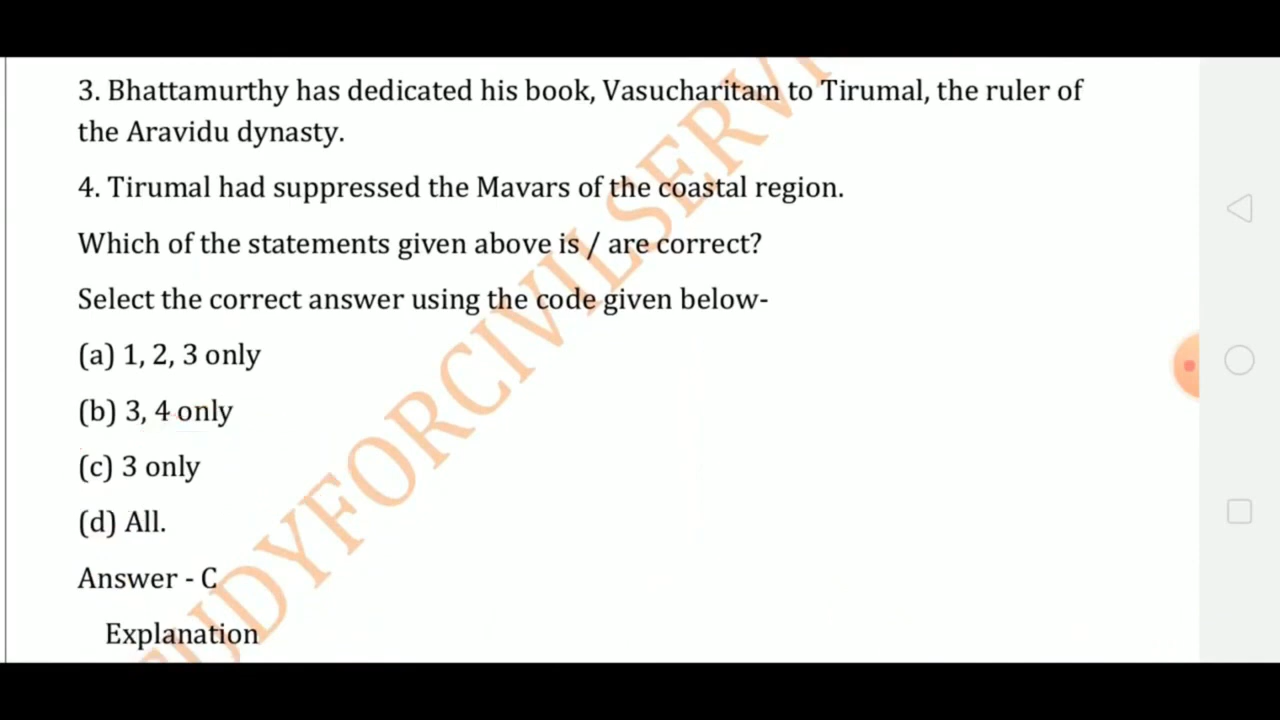 3. Bhattamurthy has dedicated his book, Vasucharitam to Tirumal, the ruler of
the Aravidu dynasty.
4. Tirumal had suppressed the Mavars of the coastal region.
Which of the statements given above is / are correct?
Select the correct answer using the code given below-
(a) 1, 2, 3 only
(b) 3, 4 only
(c) 3 only
(d) All.
Answer - C
Explanation
UDYFORCIVILSERVI